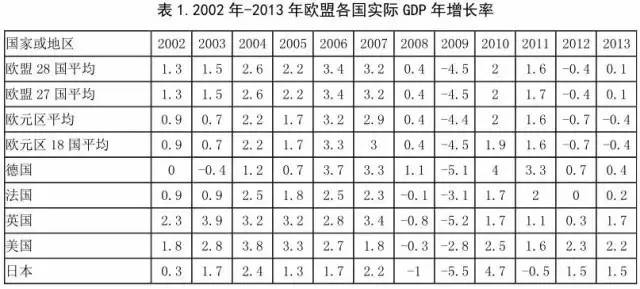 表 1. 2002 年-2013 年欧盟各国实际 GDP 年增长率
国家或地区 2002 2003 2004 2005 2006 2007 2008 2009 2010 2011 2012 2013
欧盟 28 国平均 1.3 1.5 2.6 2.2 3.4 3.2 0.4 -4.5 2 1.6 -0.4 0.1
欧盟 27 国平均 1.3 1.5 2.6 2.2 3.4 3.2 0.4 -4.5 2 1.7 -0.4 0.1
欧元区平均 0.9 0.7 2.2 1.7 3.2 2.9 0.4 -4.4 2 1.6 -0.7 -0.4
欧元区 18 国平均 0.9 0.7 2.2 1.7 3.3 3 0.4 -4.5 1.9 1.6 -0.7 -0.4
德国 0 -0.4 1.2 0.7 3.7 3.3 1.1 -5.1 4 3.3 0.7 0.4
法国 0.9 0.9 2.5 1.8 2.5 2.3 -0.1 -3.1 1.7 2 0 0.2
英国 2.3 3.9 3.2 3.2 2.8 3.4 -0.8 -5.2 1.7 1.1 0.3 1.7
美国 1.8 2.8 3.8 3.3 2.7 1.8 -0.3 -2.8 2.5 1.6 2.3 2.2
日本 0.3 1.7 2.4 1.3 1.7 2.2 -1 -5.5 4.7 -0.5 1.5 1.5